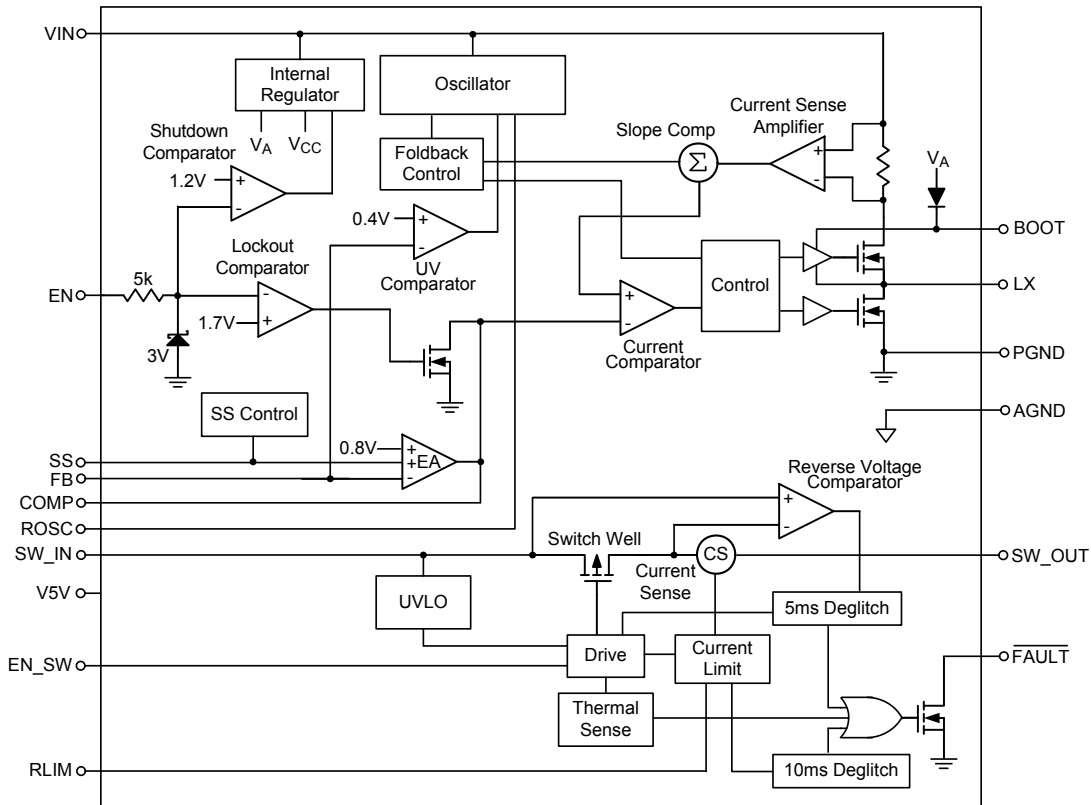 VIN
Internal
Regulator
Oscillator
Shutdown
Comparator
VA
VCC
Foldback
Control
Slope Comp
Current Sense
Amplifier
Σ
+
-
VA
1.2V
+
-
0.4V
+
-
UV
Comparator
BOOT
Lockout
Comparator
5k
EN
-
+
1.7V
3V
Control
LX
+
-
Current
Comparator
PGND
SS Control
AGND
0.8V
+
+
-
EA
SS
FB
COMP
ROSC
Reverse Voltage
Comparator
+
-
SW_IN
Switch Well
CS
Current
Sense
SW_OUT
V5V
UVLO
5ms Deglitch
EN_SW
Drive
Current
Limit
FAULT
Thermal
Sense
RLIM
10ms Deglitch